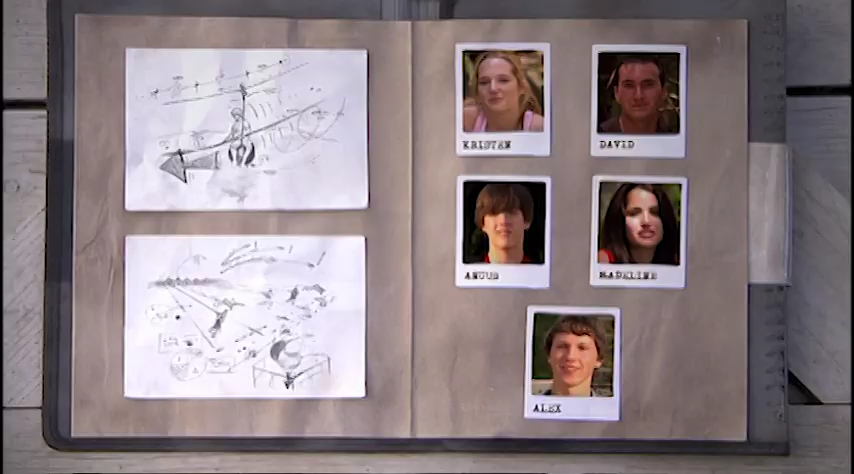 KRISTEN
DAVID
ANGUS
MADELINE
ALEX